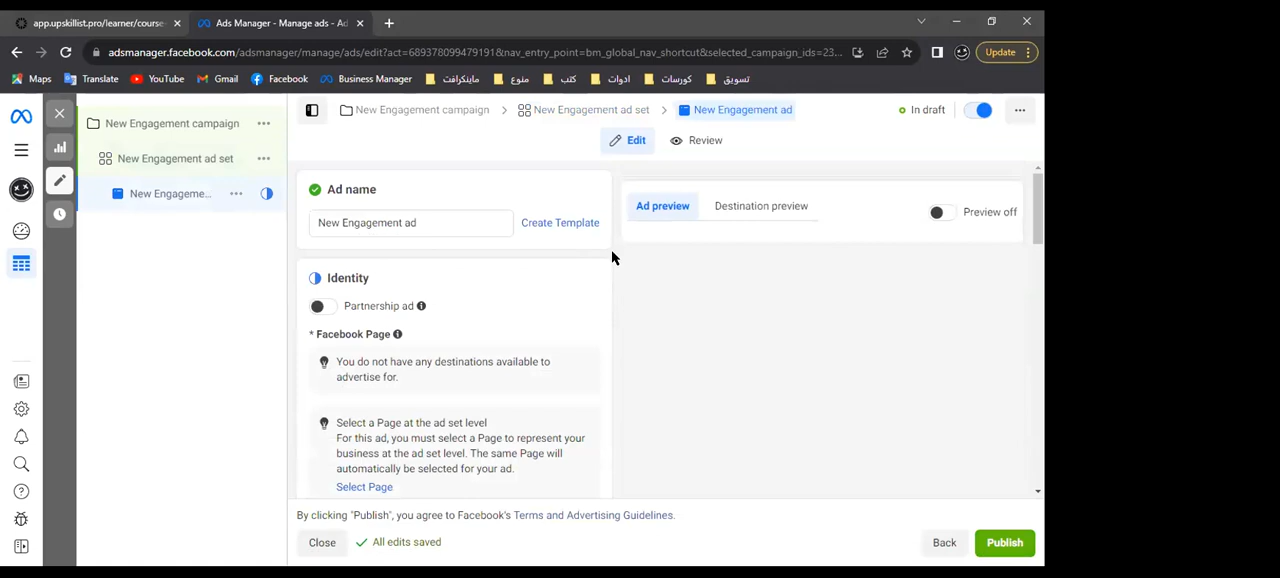 app.upskillist.pro/learner/course
Ads Manager - Manage ads - Ad
adsmanager.facebook.com/adsmanager/manage/ads/edit?act=689378099479191&nav_entry_point=bm_global_nav_shortcut&selected_campaign_ids=23...
Update
Maps
Translate
YouTube
Gmail
Facebook
Business Manager
ماينكرافت
منوع
كتب
ادوات
كورسات
تسويق
New Engagement campaign
New Engagement ad set
New Engageme...
New Engagement campaign
New Engagement ad set
New Engagement ad
In draft
Edit
Review
Ad name
New Engagement ad
Create Template
Identity
Partnership ad
* Facebook Page
You do not have any destinations available to
advertise for.
Select a Page at the ad set level
For this ad, you must select a Page to represent your
business at the ad set level. The same Page will
automatically be selected for your ad.
Select Page
Ad preview
Destination preview
Preview off
By clicking "Publish", you agree to Facebook's Terms and Advertising Guidelines.
Close
All edits saved
Back
Publish